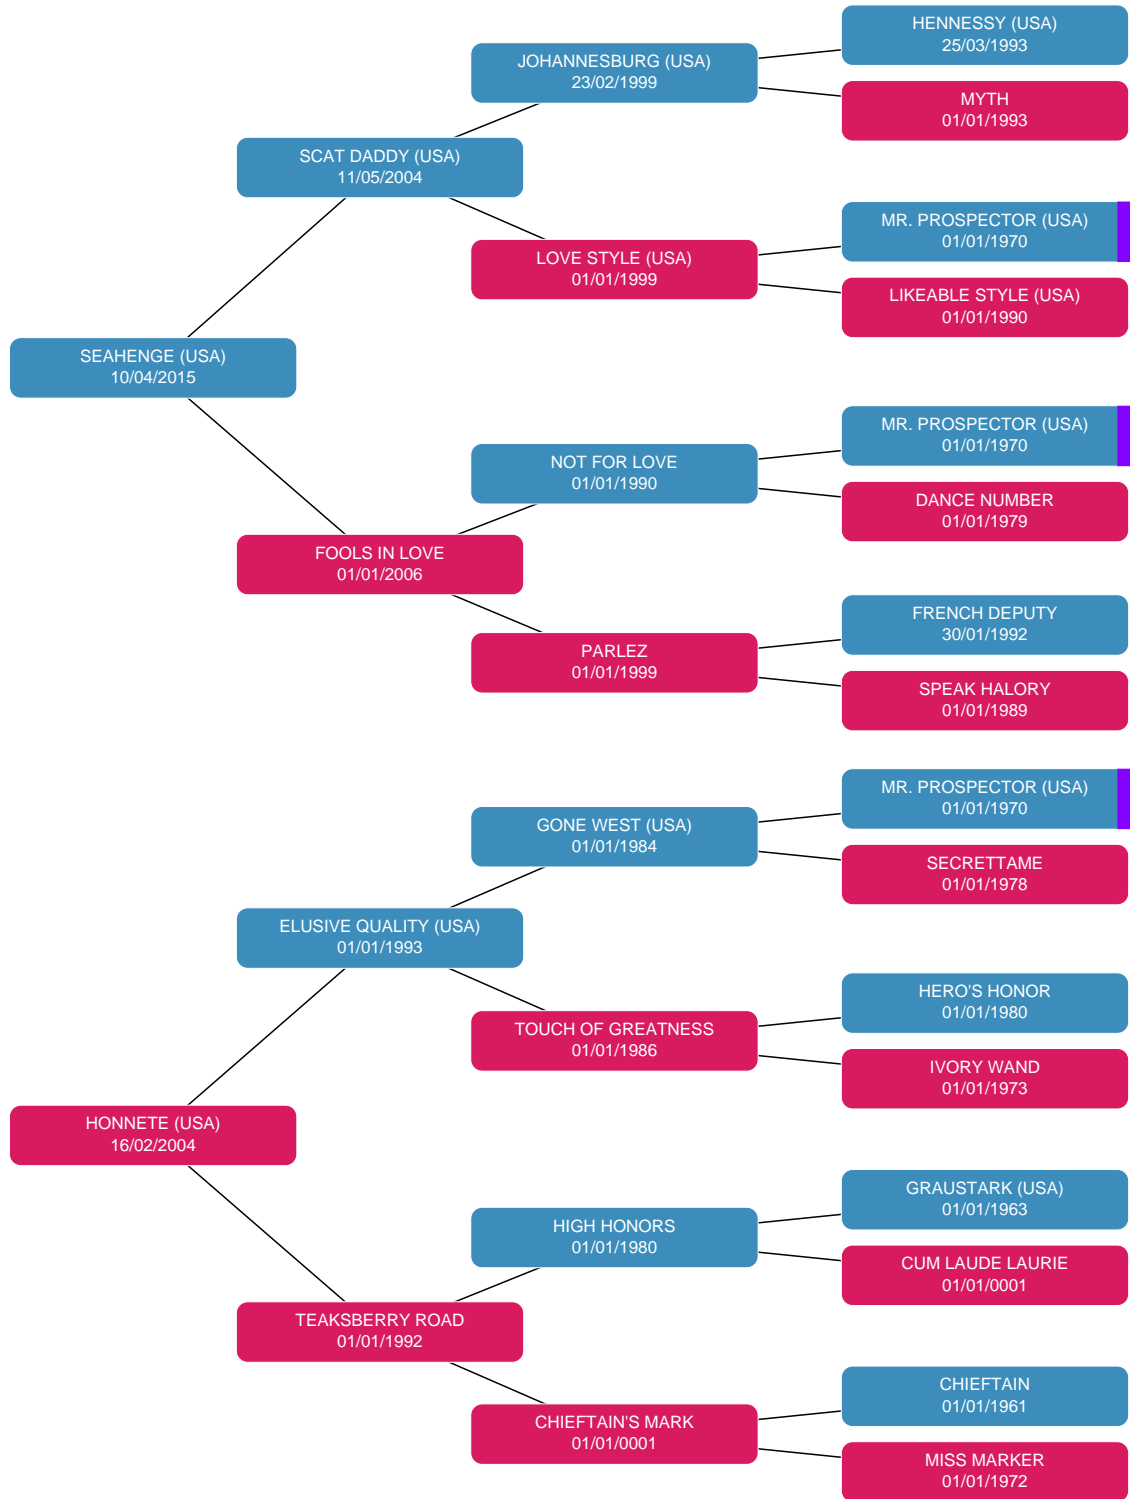 HENNESSY (USA)
25/03/1993
JOHANNESBURG (USA)
23/02/1999
MYTH
01/01/1993
SCAT DADDY (USA)
11/05/2004
MR. PROSPECTOR (USA)
01/01/1970
LOVE STYLE (USA)
01/01/1999
LIKEABLE STYLE (USA)
01/01/1990
SEAHENGE (USA)
10/04/2015
MR. PROSPECTOR (USA)
01/01/1970
NOT FOR LOVE
01/01/1990
DANCE NUMBER
01/01/1979
FOOLS IN LOVE
01/01/2006
FRENCH DEPUTY
30/01/1992
PARLEZ
01/01/1999
SPEAK HALORY
01/01/1989
MR. PROSPECTOR (USA)
01/01/1970
GONE WEST (USA)
01/01/1984
SECRETTAME
01/01/1978
ELUSIVE QUALITY (USA)
01/01/1993
HERO'S HONOR
01/01/1980
TOUCH OF GREATNESS
01/01/1986
IVORY WAND
01/01/1973
HONNETE (USA)
16/02/2004
GRAUSTARK (USA)
01/01/1963
HIGH HONORS
01/01/1980
CUM LAUDE LAURIE
01/01/0001
TEAKSBERRY ROAD
01/01/1992
CHIEFTAIN
01/01/1961
CHIEFTAIN'S MARK
01/01/0001
MISS MARKER
01/01/1972